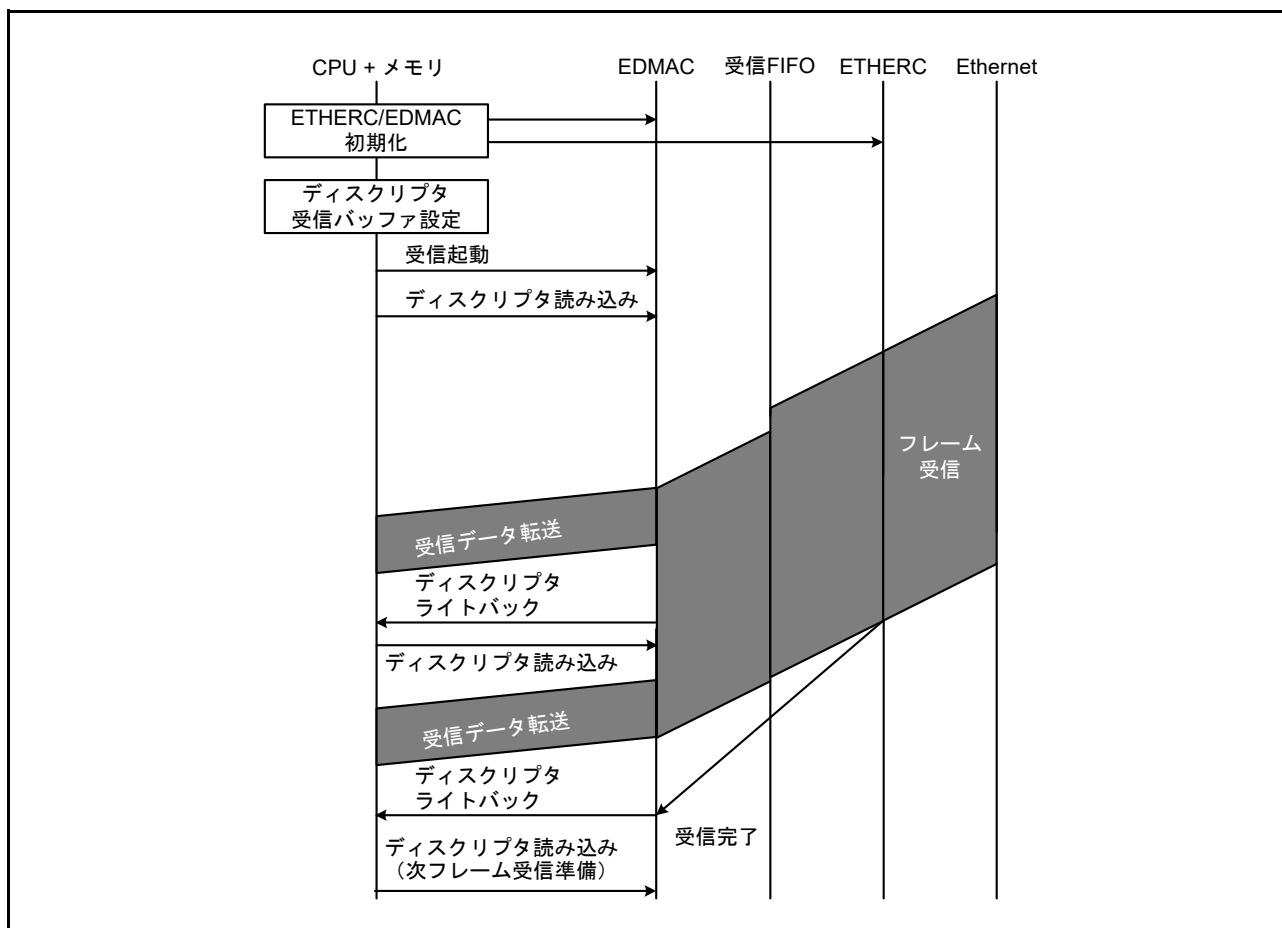 CPU + メモリ
EDMAC
受信FIFO
ETHERC
Ethernet
ETHERC/EDMAC
初期化
ディスクリプタ
受信バッファ設定
受信起動
ディスクリプタ読み込み
フレーム
受信
受信データ転送
ディスクリプタ
ライトバック
ディスクリプタ読み込み
受信データ転送
ディスクリプタ
ライトバック
受信完了
ディスクリプタ読み込み
（次フレーム受信準備）